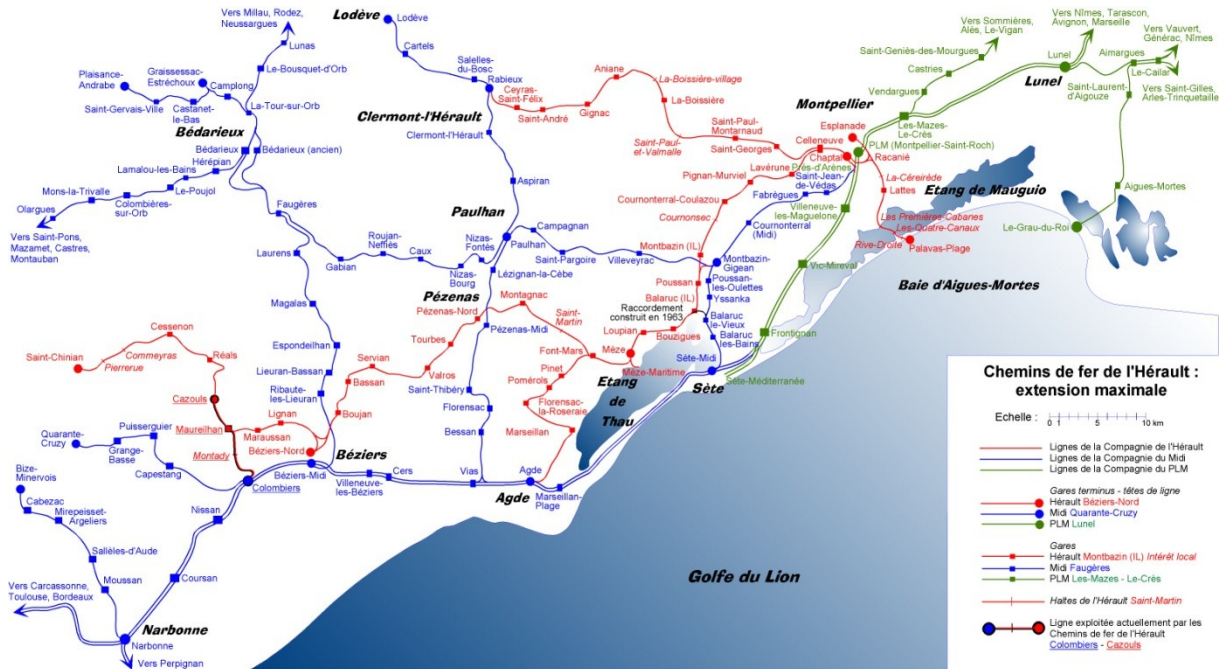 Vers Millau, Rodez,
Neussargues
Lunas
Le-Bousquet-d'Orb
Plaisance-
Andrabe
Graissessac-
Estréchoux
Camplong
Saint-Gervais-Ville
Castanet-
le-Bas
La-Tour-sur-Orb
Bédarieux
Bédarieux
Bédarieux (ancien)
Hérépian
Lamalou-les-Bains
Le-Poujol
Mons-la-Trivalle
Colombières-
sur-Orb
Olargues
Vers Saint-Pons,
Mazamet, Castres,
Montauban
Faugères
Laurens
Gabian
Roujan-
Neffiès
Caux
Nizas-
Bourg
Nizas-
Fontès
Magalas
Espondeilhan
Lieuran-Bassan
Ribaute-
les-Lieuran
Lodève
Lodève
Cartels
Salelles-
du-Bosc
Rabieux
Ceyras-
Saint-Félix
Saint-André
Gignac
Aniane
La-Boissière-village
La-Boissière
Saint-Paul-
et-Valmalle
Saint-Paul-
Montarnaud
Saint-Georges
Clermont-l'Hérault
Clermont-l'Hérault
Aspiran
Paulhan
Paulhan
Campagnan
Saint-Pargoire
Villeveyrac
Lézignan-la-Cèbe
Pézenas
Pézenas-Nord
Montagnac
Saint-
Martin
Pézenas-Midi
Tourbes
Valros
Servian
Bassan
Boujan
Saint-Thibéry
Florensac
Bessan
Font-Mars
Pinet
Pomérols
Florensac-
la-Roseraie
Marseillan
Montpellier
Esplanade
Celleneuve
Chaptal
Racanié
PLM (Montpellier-Saint-Roch)
Près-d'Arènes
Lavérune
Pignan-Murviel
Saint-Jean-
de-Védas
Fabrègues
Cournonterral-Coulazou
Cournonsec
Cournonterral
(Midi)
Villeneuve-
les-Maguelone
Montbazin (IL)
Montbazin-
Gigean
Poussan
Poussan-
les-Oulettes
Yssanka
Balaruc (IL)
Raccordement
construit en 1963
Balaruc
le-Vieux
Balaruc
les-Bains
Loupian
Bouzigues
Mèze
Mèze-Maritime
Etang
de
Thau
Sète-Midi
Sète
Sète-Méditerranée
Frontignan
Vic-Mireval
La-Céreirède
Lattes
Les Premières-Cabanes
Les-Quatre-Canaux
Rive-Droite
Palavas-Plage
Etang de Mauguio
Baie d'Aigues-Mortes
Vers Sommières,
Alès, Le-Vigan
Saint-Geniès-des-Mourgues
Castries
Vendargues
Les-Mazes-
Le-Crès
Vers Nîmes, Tarascon,
Avignon, Marseille
Lunel
Lunel
Aimargues
Vers Vauvert,
Générac, Nîmes
Le-Cailar
Saint-Laurent-
d'Aigouze
Vers Saint-Gilles,
Arles-Trinquetaille
Aigues-Mortes
Le-Grau-du-Roi
Cessenon
Saint-Chinian
Commeyras
Pierrerue
Réals
Cazouls
Maureilhan
Lignan
Maraussan
Montady
Béziers-Nord
Béziers
Béziers-Midi
Villeneuve-
les-Béziers
Cers
Vias
Agde
Agde
Marseillan-
Plage
Colombiers
Quarante-
Cruzy
Puisserguier
Grange-
Basse
Capestang
Bize-
Minervois
Cabezac
Mirepeisset-
Argeliers
Sallèles-d'Aude
Moussan
Nissan
Coursan
Vers Carcassonne,
Toulouse, Bordeaux
Narbonne
Narbonne
Vers Perpignan
Golfe du Lion
Chemins de fer de l'Hérault :
extension maximale
Echelle :
0
10 km
Lignes de la Compagnie de l'Hérault
Lignes de la Compagnie du Midi
Lignes de la Compagnie du PLM
Gares terminus - têtes de ligne
Hérault Béziers-Nord
Midi Quarante-Cruzy
PLM Lunel
Gares
Hérault Montbazin (IL) Intérêt local
Midi Faugères
PLM Les-Mazes - Le-Crès
Haltes de l'Hérault Saint-Martin
Ligne exploitée actuellement par les
Chemins de fer de l'Hérault
Colombiers - Cazouls